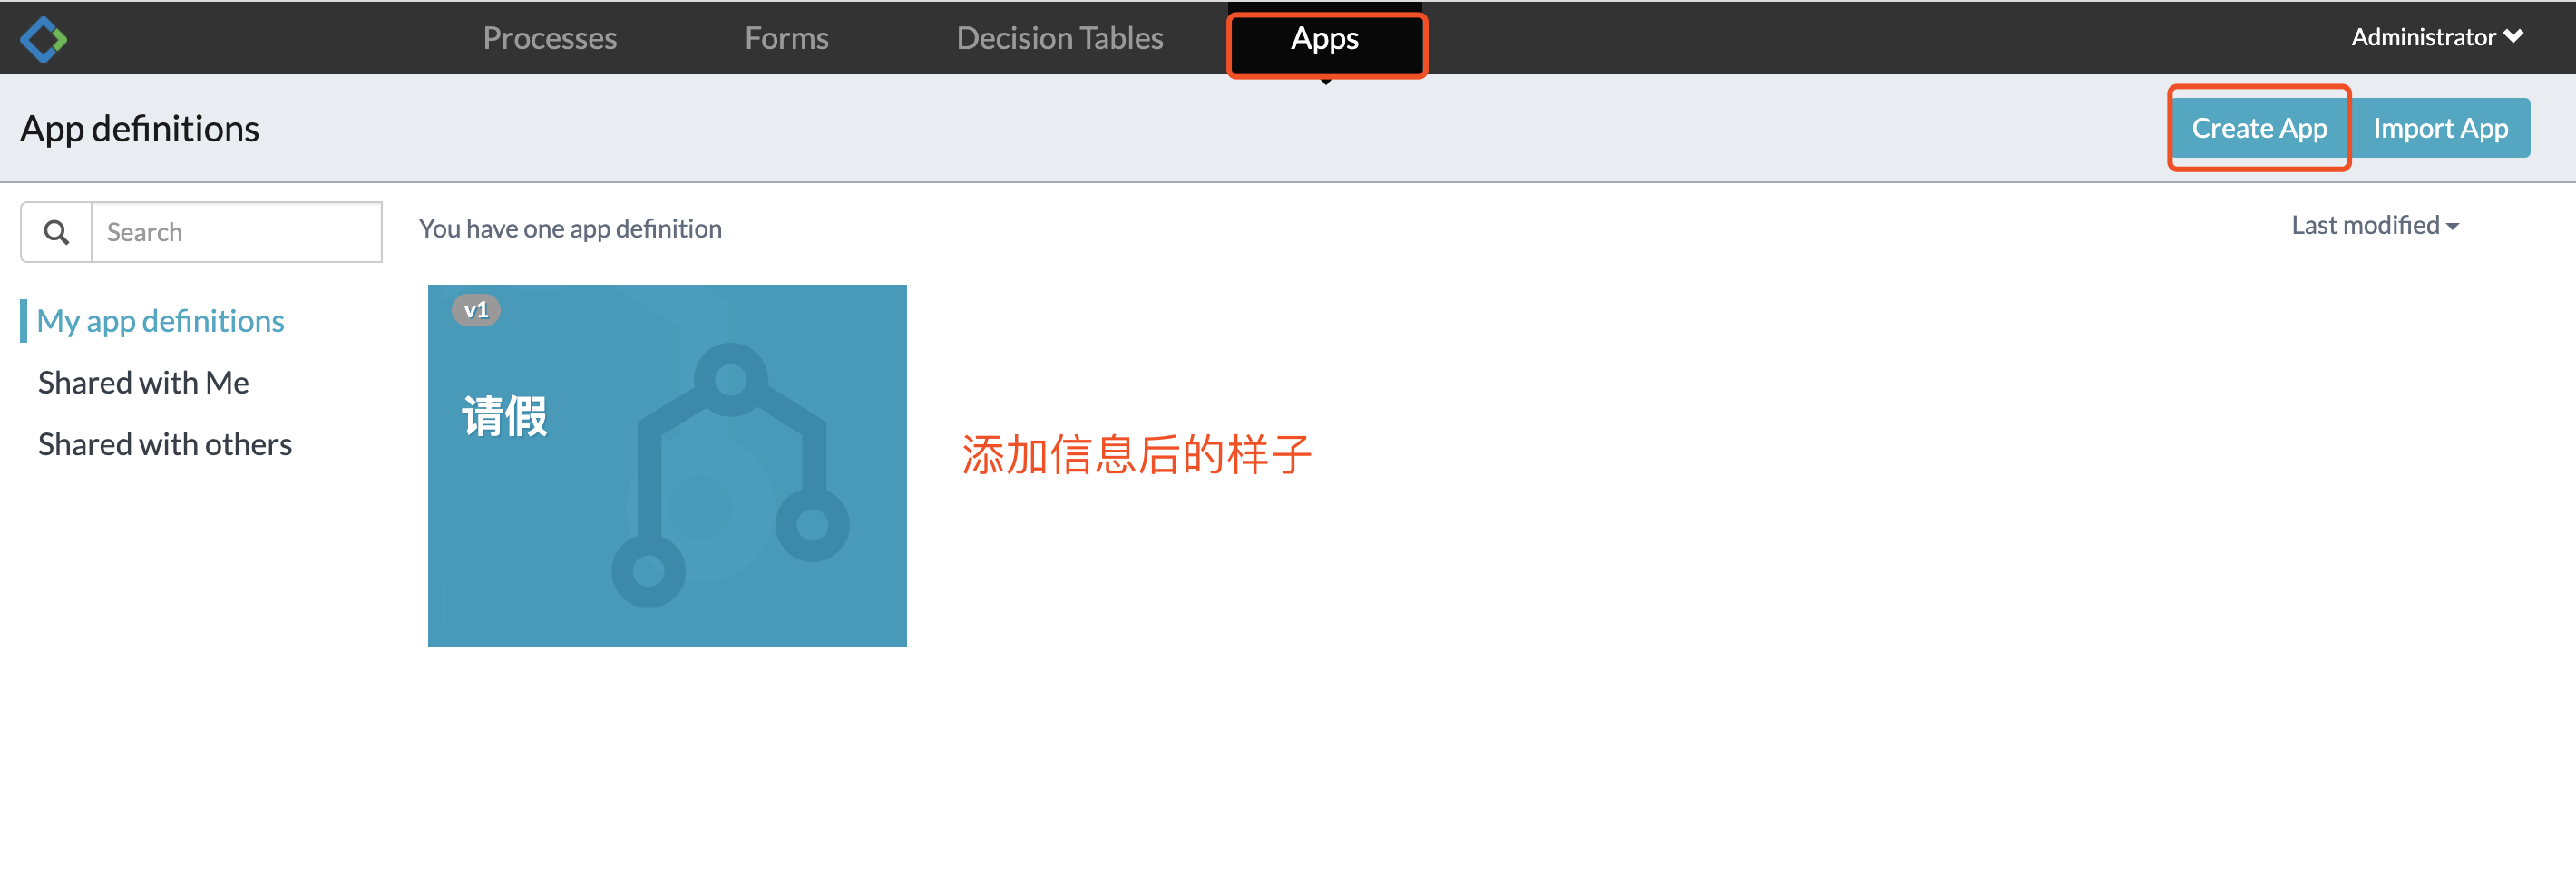 Processes
Forms
Decision Tables
Apps
Administrator
App definitions
Create App
Import App
Search
You have one app definition
Last modified
My app definitions
Shared with Me
Shared with others
v1
请假
添加信息后的样子